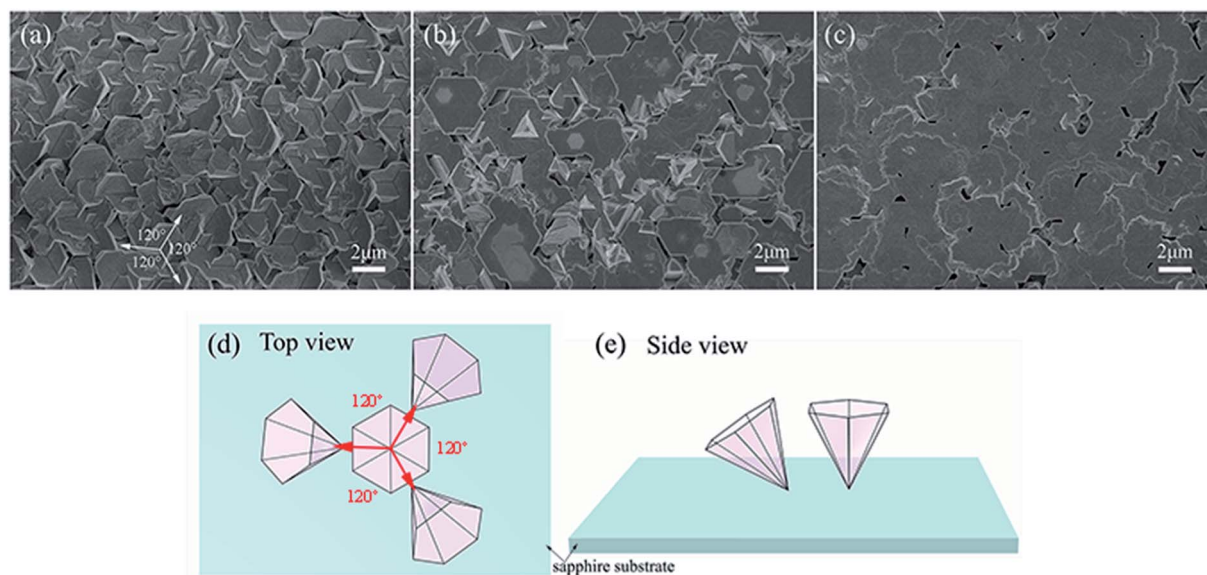 (a)
120°
120°
120°
2μm
(b)
2μm
(c)
2μm
(d) Top view
120°
120°
120°
(e) Side view
sapphire substrate